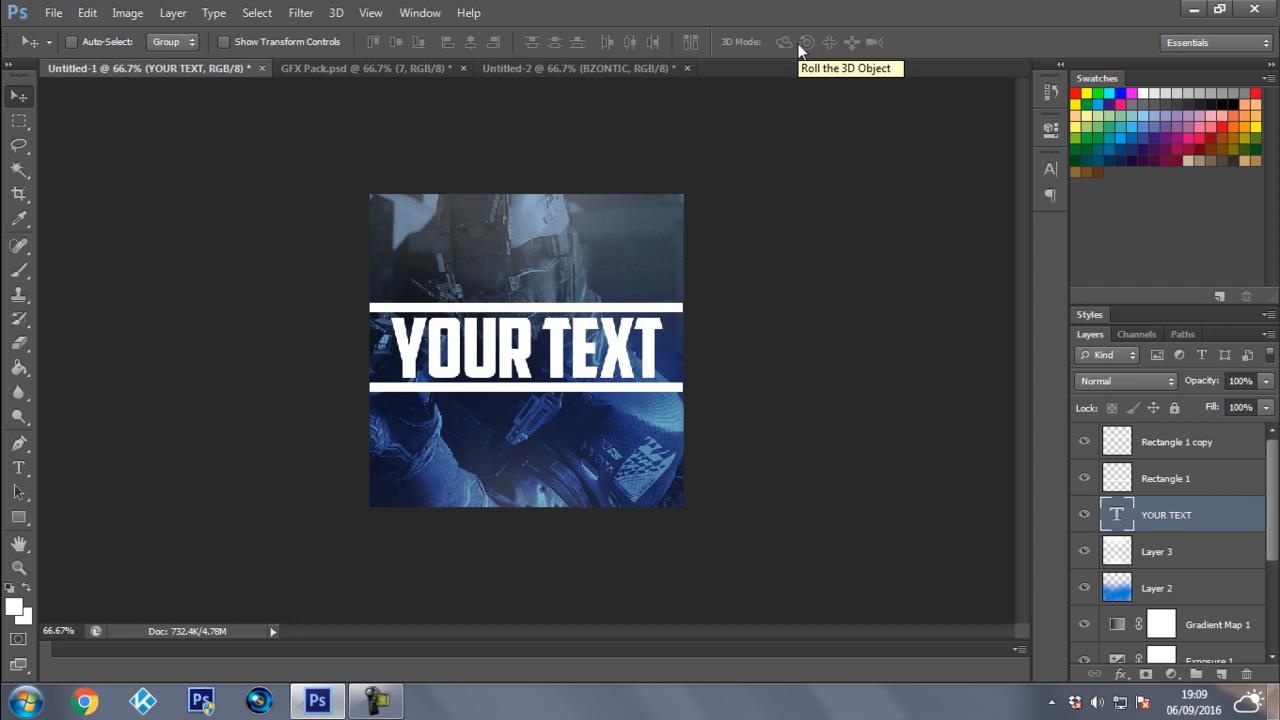 Ps File Edit Image Layer Type Select Filter 3D View Window Help
Auto-Select: Group Show Transform Controls 3D Mode: Essentials
Untitled-1 @ 66.7% (YOUR TEXT, RGB/8) * × GFX Pack.psd @ 66.7% (7, RGB/8) * × Untitled-2 @ 66.7% (BZONTIC, RGB/8) * ×
Roll the 3D Object
Swatches
YOUR TEXT
Styles
Layers Channels Paths
Kind
Normal Opacity: 100%
Lock: Fill: 100%
Rectangle 1 copy
Rectangle 1
YOUR TEXT
Layer 3
Layer 2
Gradient Map 1
Exposure 1
66.67% Doc: 732.4K/4.78M
19:09
06/09/2016